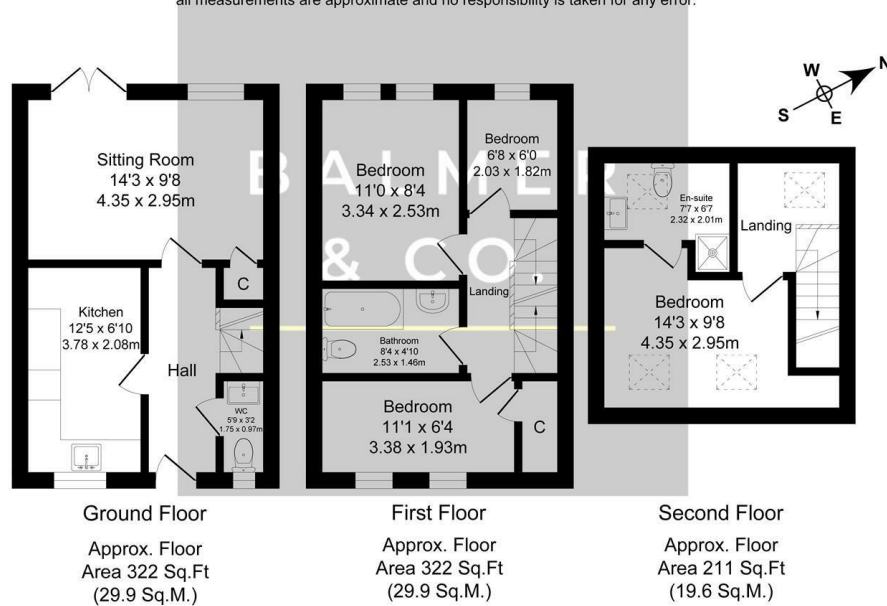 all measurements are approximate and no responsibility is taken for any error.
N
W
S
E
BALMER
& CO.
Sitting Room
14'3 x 9'8
4.35 x 2.95m
C
Kitchen
12'5 x 6'10
3.78 x 2.08m
Hall
WC
5'9 x 3'2
1.75 x 0.97m
Ground Floor
Approx. Floor
Area 322 Sq.Ft
(29.9 Sq.M.)
Bedroom
11'0 x 8'4
3.34 x 2.53m
Bedroom
6'8 x 6'0
2.03 x 1.82m
Landing
Bathroom
8'4 x 4'10
2.53 x 1.46m
Bedroom
11'1 x 6'4
3.38 x 1.93m
C
First Floor
Approx. Floor
Area 322 Sq.Ft
(29.9 Sq.M.)
En-suite
7'7 x 6'7
2.32 x 2.01m
Landing
Bedroom
14'3 x 9'8
4.35 x 2.95m
Second Floor
Approx. Floor
Area 211 Sq.Ft
(19.6 Sq.M.)